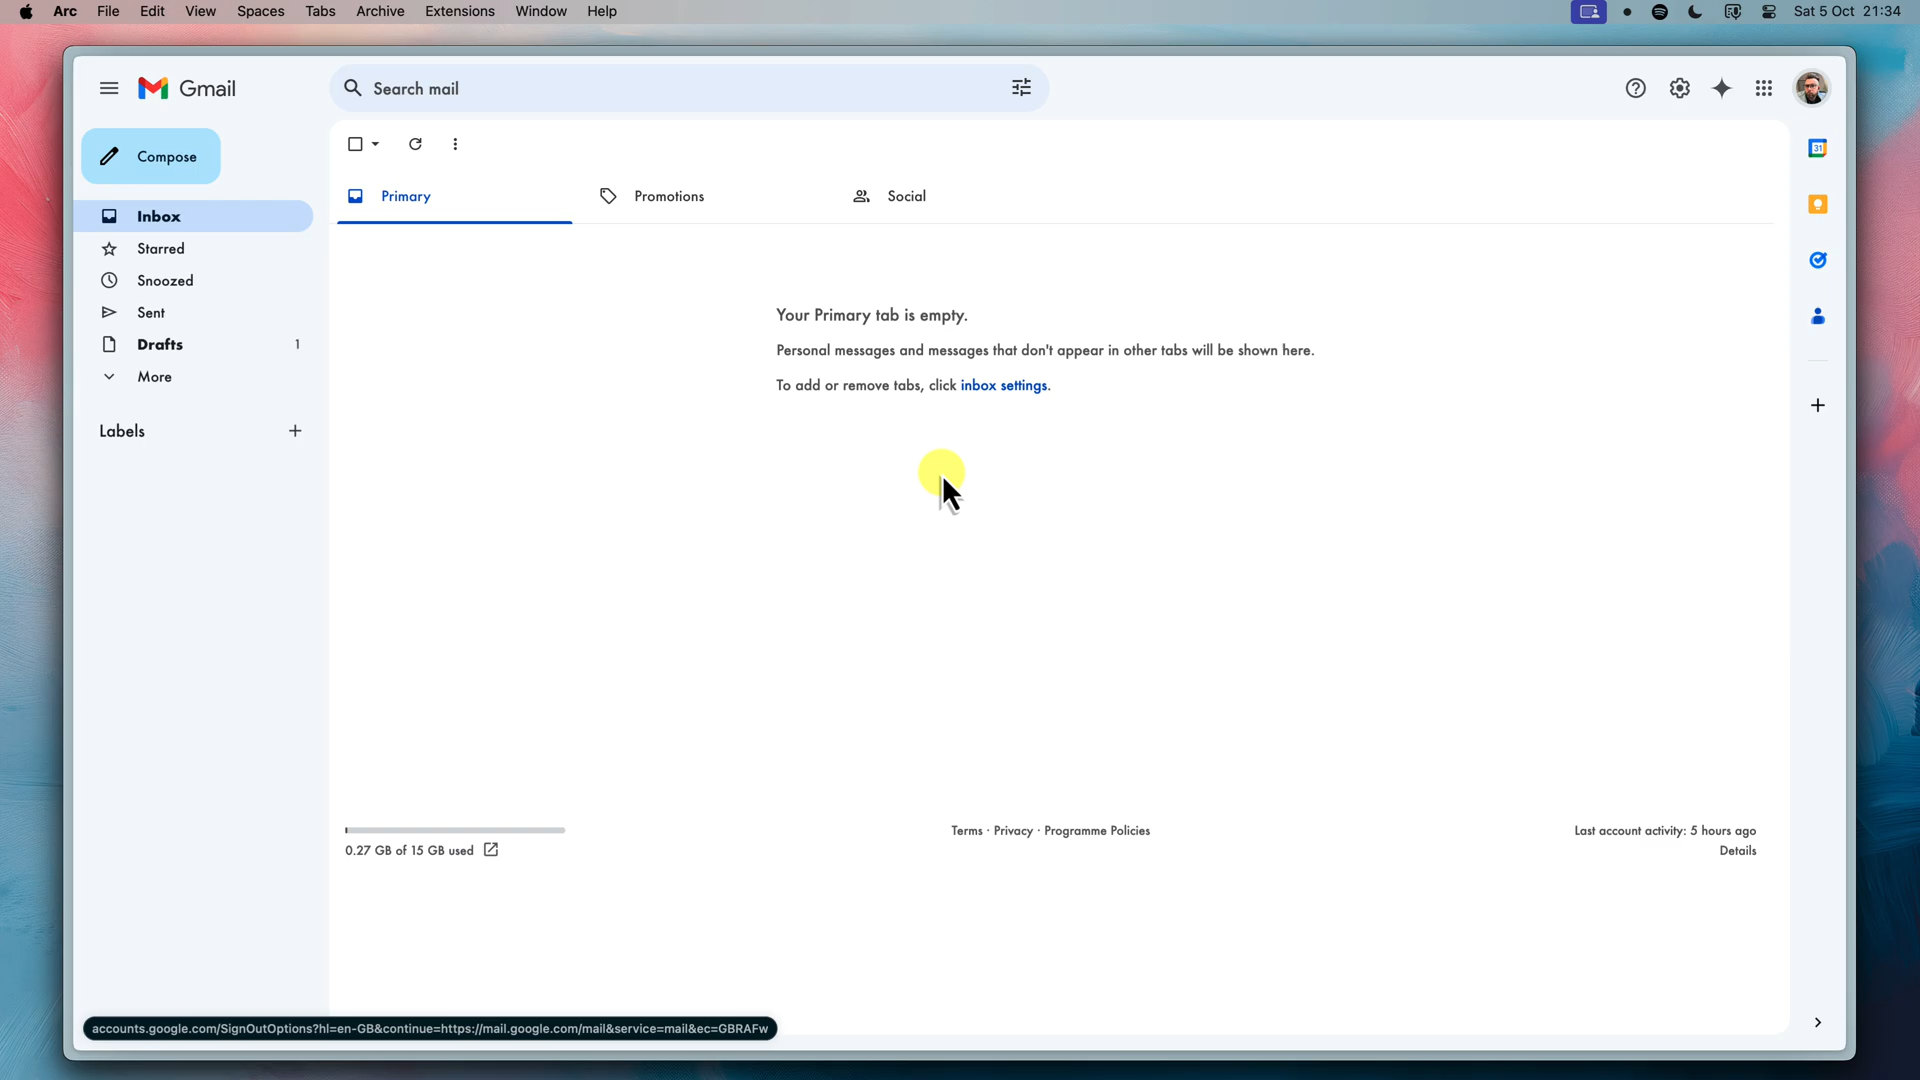 Arc File Edit View Spaces Tabs Archive Extensions Window Help Sat 5 Oct 21:34
Gmail
Search mail
Compose
Inbox
Starred
Snoozed
Sent
Drafts 1
More
Labels
Primary Promotions Social
Your Primary tab is empty.
Personal messages and messages that don't appear in other tabs will be shown here.
To add or remove tabs, click inbox settings.
0.27 GB of 15 GB used
Terms · Privacy · Programme Policies
Last account activity: 5 hours ago
Details
31
accounts.google.com/SignOutOptions?hl=en-GB&continue=https://mail.google.com/mail&service=mail&ec=GBRAFw